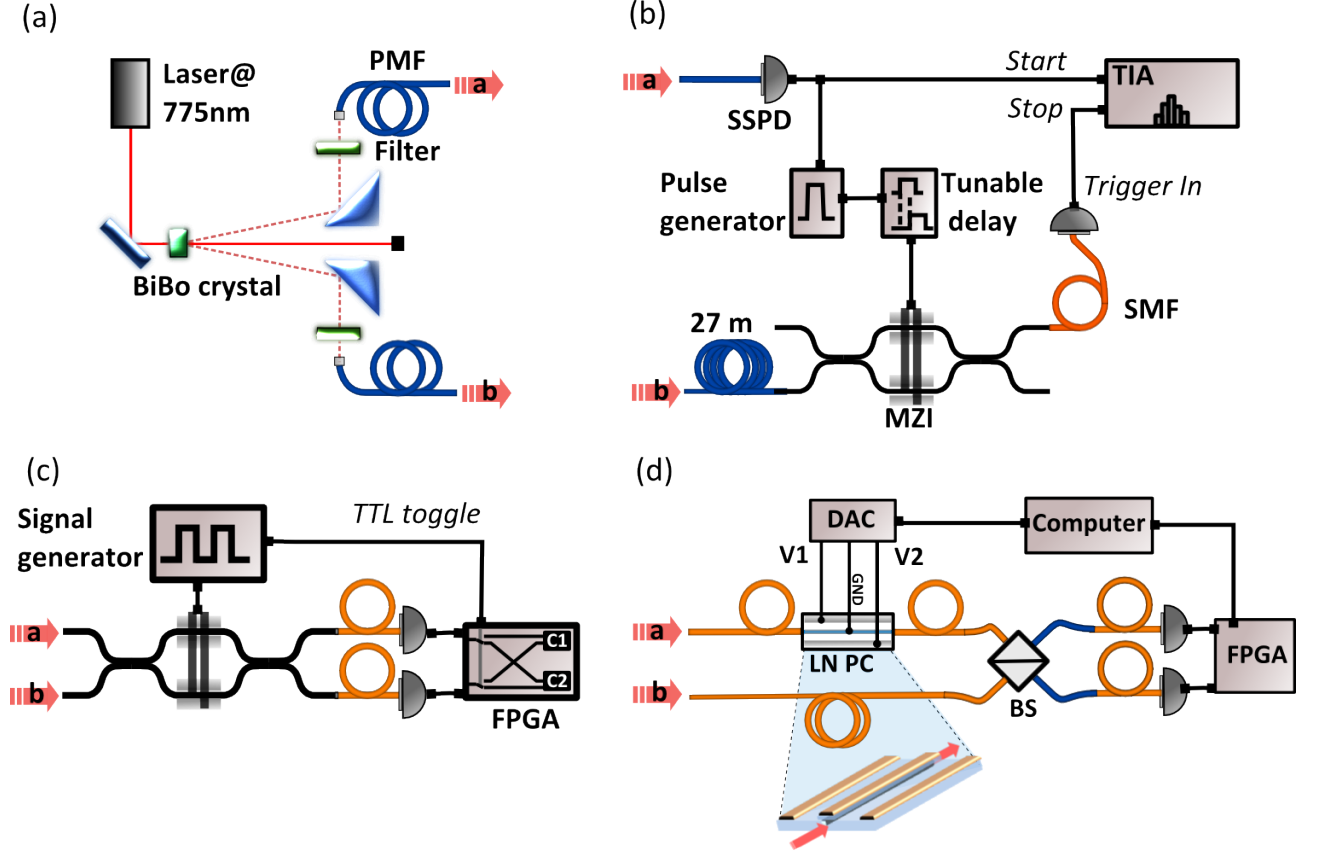 (a)
Laser@
775nm
PMF
a
Filter
BiBo crystal
b
(b)
a
SSPD
Start
Stop
TIA
Pulse
generator
Tunable
delay
Trigger In
27 m
SMF
b
MZI
(c)
Signal
generator
TTL toggle
a
b
C1
C2
FPGA
(d)
DAC
Computer
V1
GND
V2
a
LN PC
b
BS
FPGA